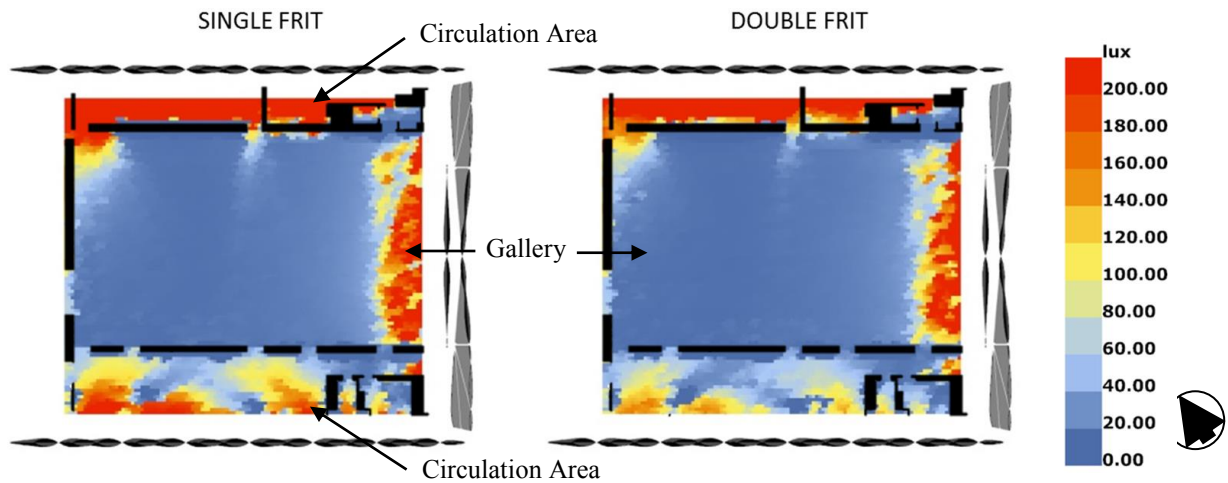 SINGLE FRIT
DOUBLE FRIT
Circulation Area
Gallery
Circulation Area
lux
200.00
180.00
160.00
140.00
120.00
100.00
80.00
60.00
40.00
20.00
0.00